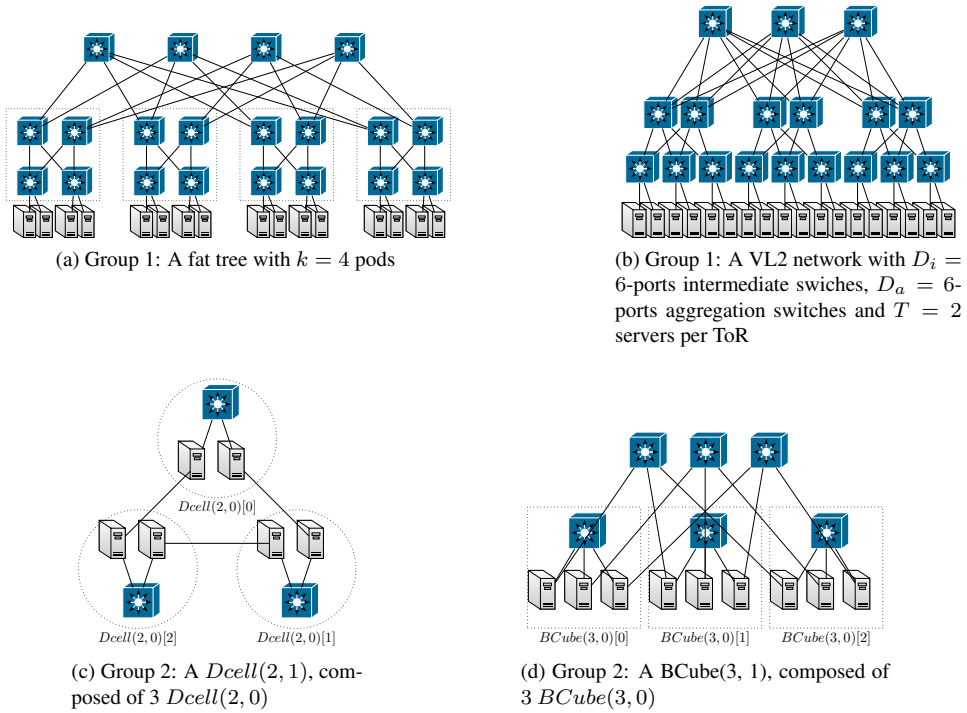 (a) Group 1: A fat tree with k = 4 pods
(b) Group 1: A VL2 network with D_i =
6-ports intermediate swiches, D_a = 6-
ports aggregation switches and T = 2
servers per ToR
Dcell(2, 0)[0]
Dcell(2, 0)[2]
Dcell(2, 0)[1]
(c) Group 2: A Dcell(2, 1), com-
posed of 3 Dcell(2, 0)
BCube(3, 0)[0]
BCube(3, 0)[1]
BCube(3, 0)[2]
(d) Group 2: A BCube(3, 1), composed of
3 BCube(3, 0)